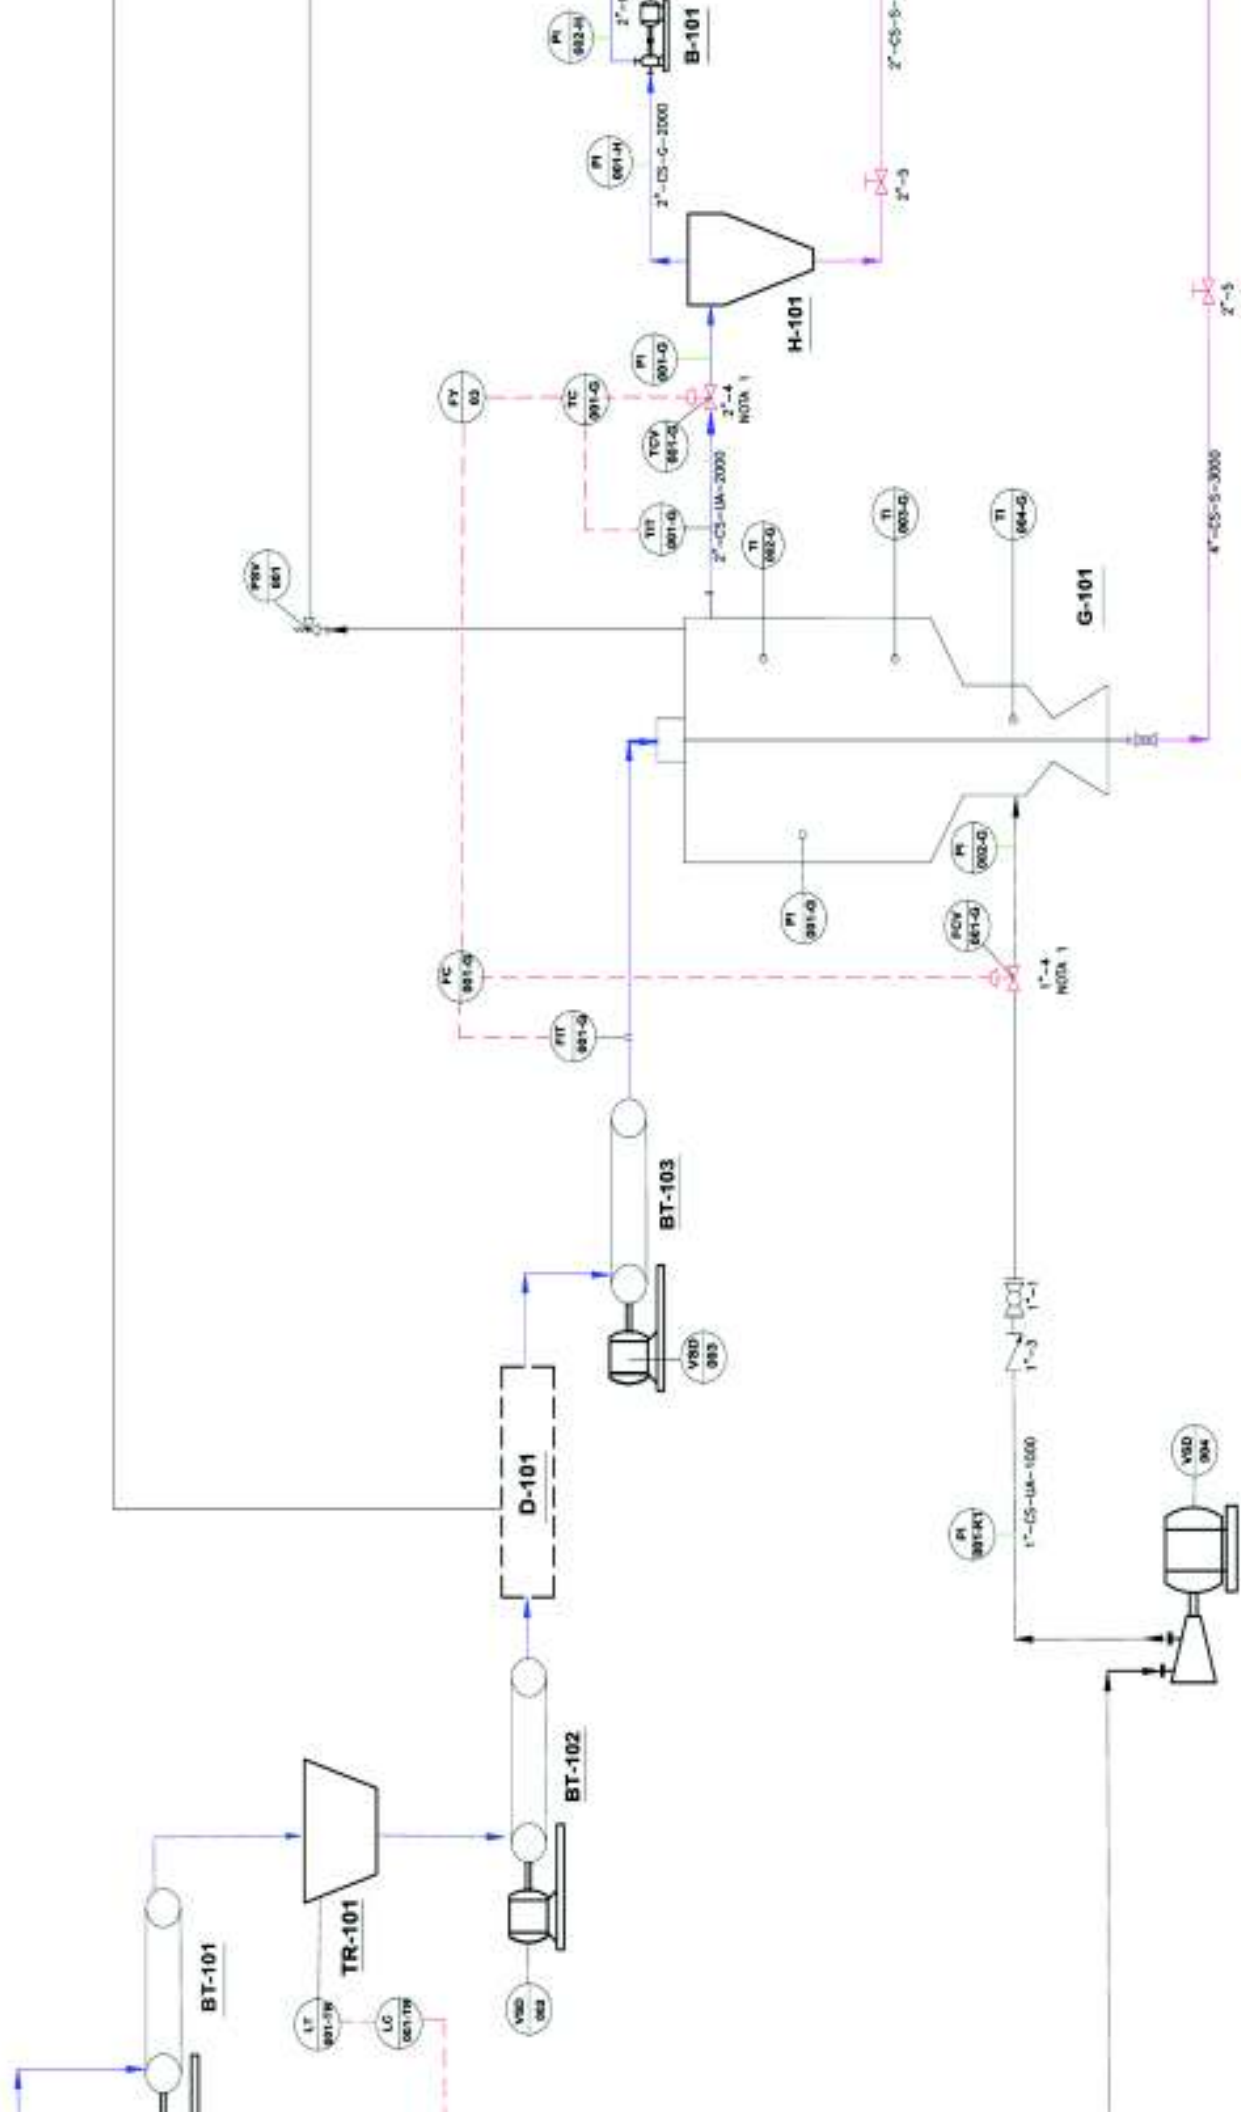 BT-101
LT
001-TW
LC
001-TW
TR-101
VSD
002
BT-102
D-101
VSD
003
BT-103
FIT
001-G
FC
001-G
FY
03
PSV
001
PI
001-K1
1"-CS-UA-1000
VSD
004
1"-3
1"-1
1"-4
NOTA 1
FCV
001-G
PI
002-G
PI
001-G
G-101
TI
002-G
TI
003-G
TI
004-G
4"-CS-S-3000
2"-5
TIT
001-G
2"-CS-UA-2000
TC
001-G
TCV
001-G
2"-4
NOTA 1
PI
001-G
H-101
2"-5
2"-CS-S-
PI
001-H
2"-CS-G-2000
PI
002-H
B-101